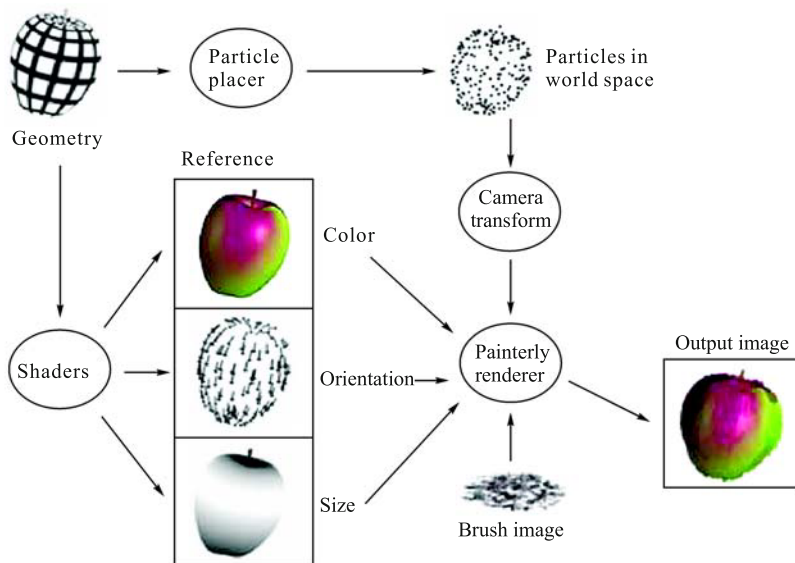 Particle
placer
Particles in
world space
Geometry
Reference
Camera
transform
Color
Shaders
Orientation
Painterly
renderer
Output image
Size
Brush image